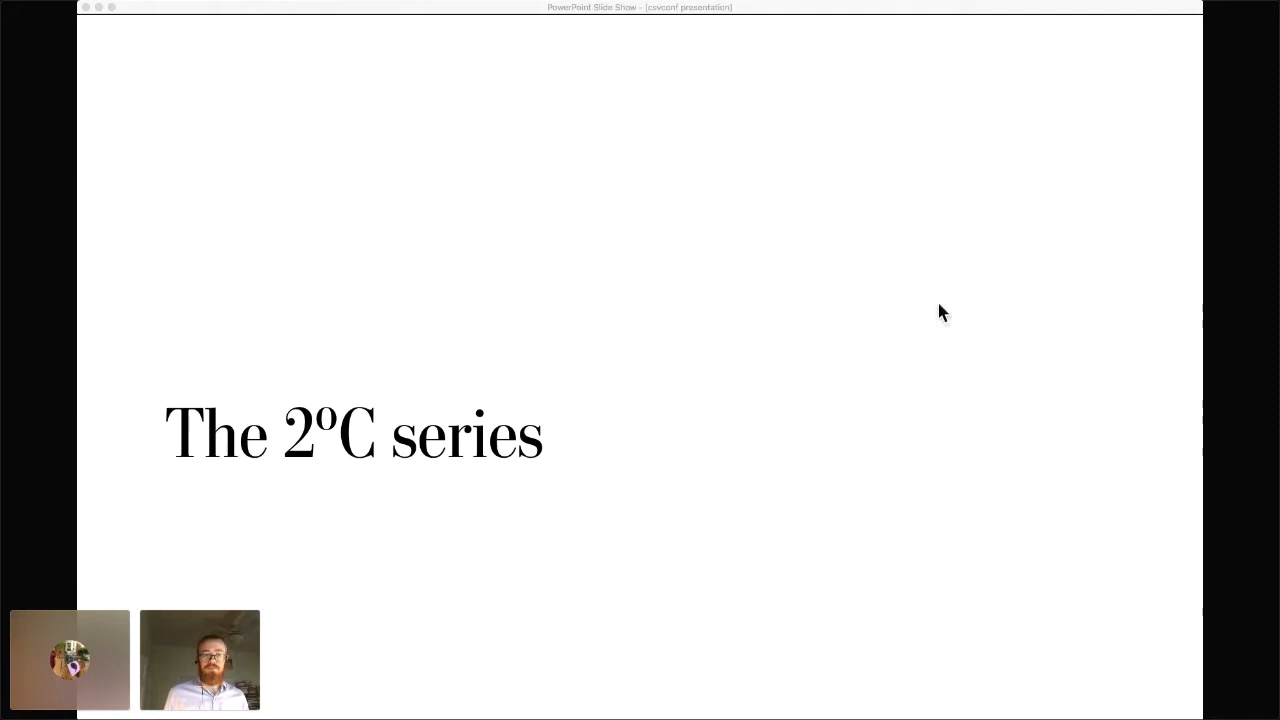 PowerPoint Slide Show - [csvconf presentation]
The 2ºC series